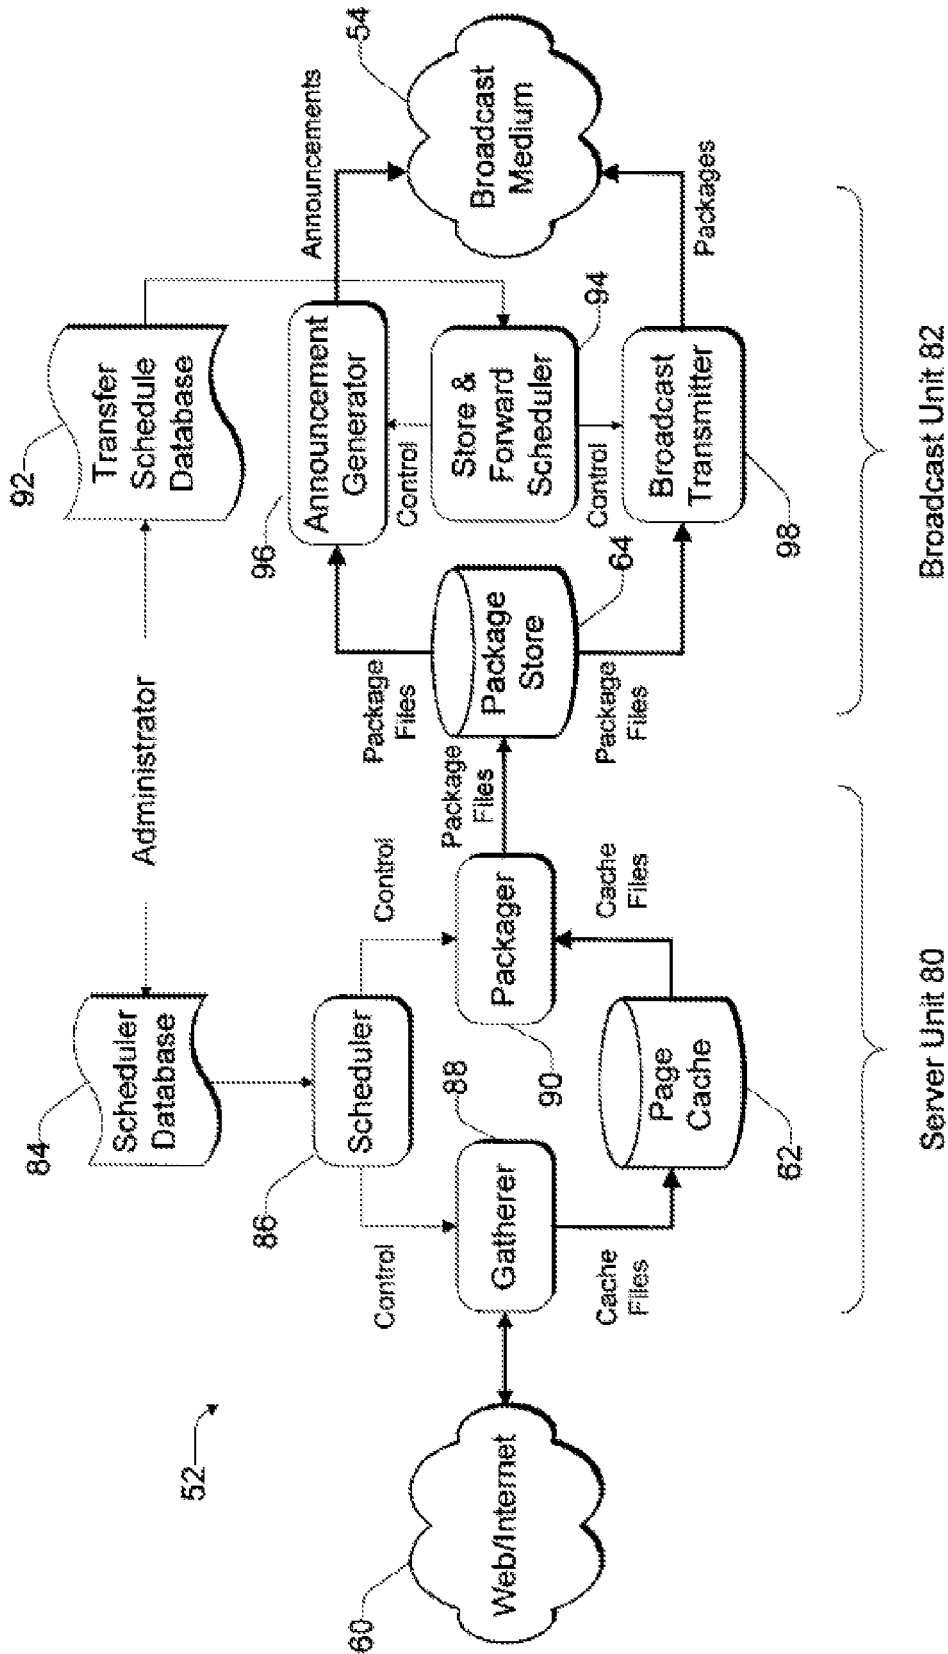 52
60
Web/Internet
84
Scheduler
Database
Administrator
92
Transfer
Schedule
Database
86
Scheduler
Control
Control
88
Gatherer
Cache
Files
62
Page
Cache
Cache
Files
90
Packager
Package
Files
64
Package
Store
Package
Files
Package
Files
96
Announcement
Generator
Control
94
Store &
Forward
Scheduler
Control
98
Broadcast
Transmitter
Announcements
Packages
54
Broadcast
Medium
Server Unit 80
Broadcast Unit 82